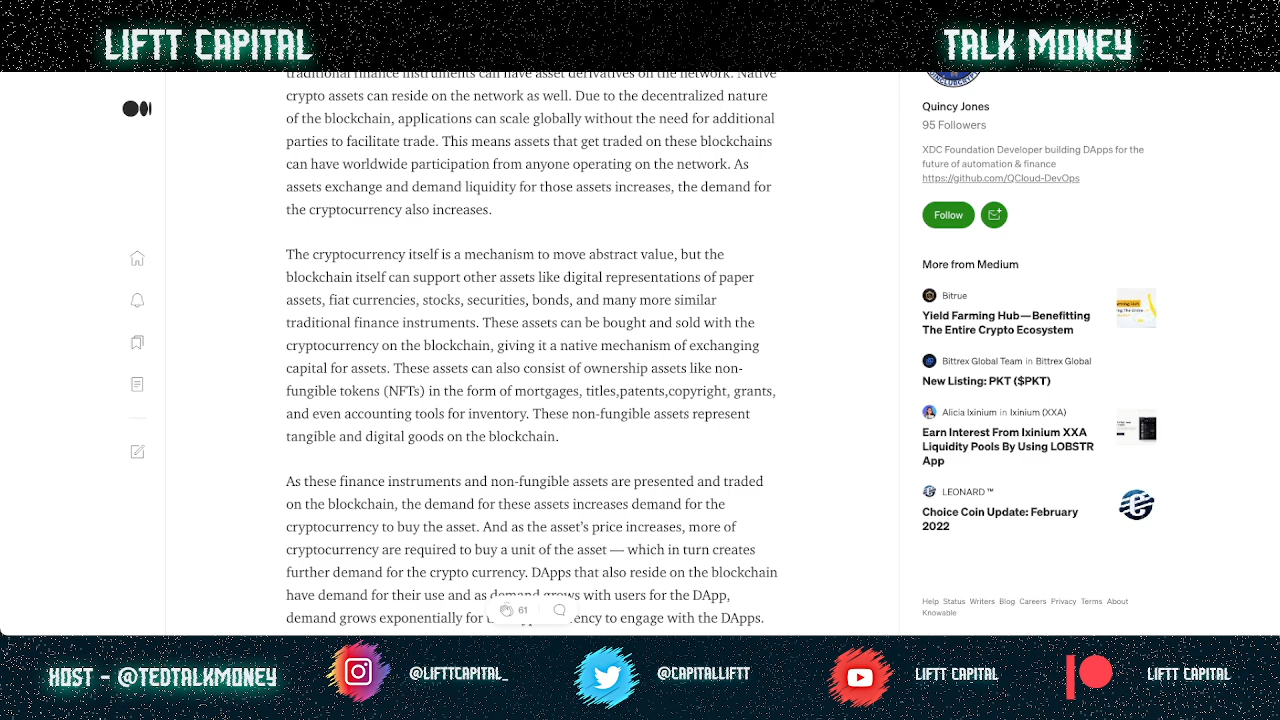 LIFTT CAPITAL
TALK MONEY
traditional finance instruments can have asset derivatives on the network. Native
crypto assets can reside on the network as well. Due to the decentralized nature
of the blockchain, applications can scale globally without the need for additional
parties to facilitate trade. This means assets that get traded on these blockchains
can have worldwide participation from anyone operating on the network. As
assets exchange and demand liquidity for those assets increases, the demand for
the cryptocurrency also increases.
The cryptocurrency itself is a mechanism to move abstract value, but the
blockchain itself can support other assets like digital representations of paper
assets, fiat currencies, stocks, securities, bonds, and many more similar
traditional finance instruments. These assets can be bought and sold with the
cryptocurrency on the blockchain, giving it a native mechanism of exchanging
capital for assets. These assets can also consist of ownership assets like non-
fungible tokens (NFTs) in the form of mortgages, titles,patents,copyright, grants,
and even accounting tools for inventory. These non-fungible assets represent
tangible and digital goods on the blockchain.
As these finance instruments and non-fungible assets are presented and traded
on the blockchain, the demand for these assets increases demand for the
cryptocurrency to buy the asset. And as the asset's price increases, more of
cryptocurrency are required to buy a unit of the asset — which in turn creates
further demand for the crypto currency. DApps that also reside on the blockchain
have demand for their use and as demand grows with users for the DApp,
demand grows exponentially for ency to engage with the DApps.
61
Quincy Jones
95 Followers
XDC Foundation Developer building DApps for the
future of automation & finance
https://github.com/QCloud-DevOps
Follow
More from Medium
Bitrue
Yield Farming Hub — Benefitting
The Entire Crypto Ecosystem
Bittrex Global Team in Bittrex Global
New Listing: PKT ($PKT)
Alicia Ixinium in Ixinium (XXA)
Earn Interest From Ixinium XXA
Liquidity Pools By Using LOBSTR
App
LEONARD ™
Choice Coin Update: February
2022
Help Status Writers Blog Careers Privacy Terms About
Knowable
HOST - @TEDTALKMONEY
@LIFTTCAPITAL_
@CAPITALLIFTT
LIFTT CAPITAL
LIFTT CAPITAL